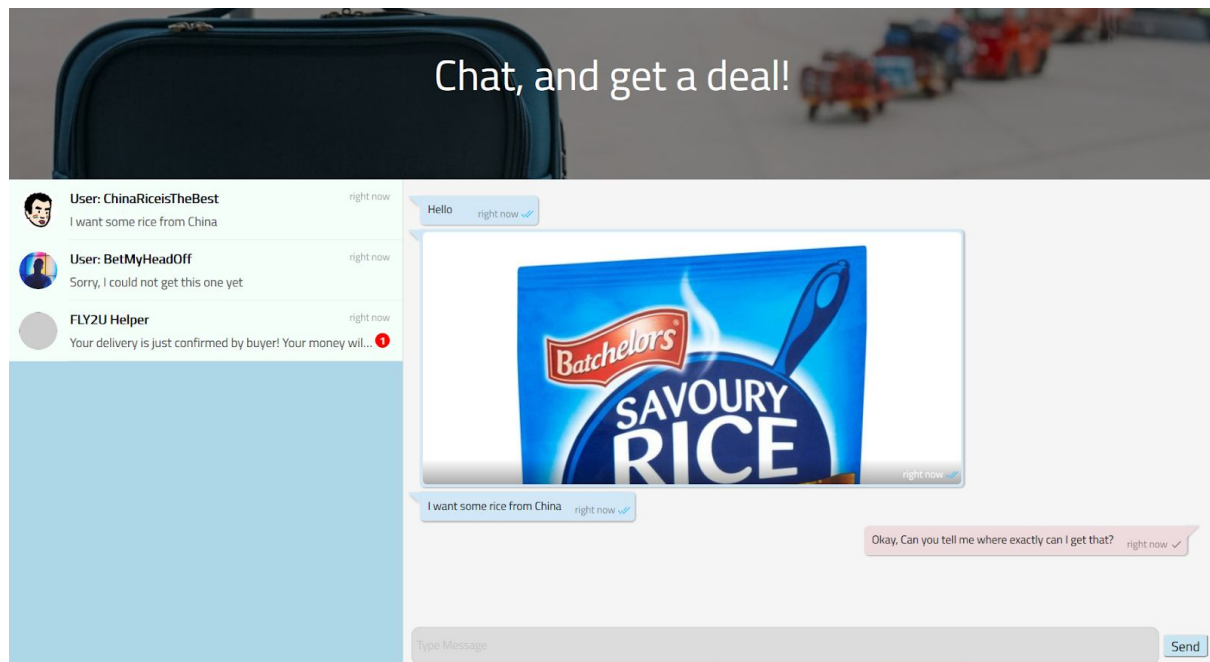 Chat, and get a deal!
User: ChinaRiceisTheBest
right now
I want some rice from China
User: BetMyHeadOff
right now
Sorry, I could not get this one yet
FLY2U Helper
right now
Your delivery is just confirmed by buyer! Your money wil...
1
Hello
right now
Batchelors
SAVOURY
RICE
right now
I want some rice from China
right now
Okay, Can you tell me where exactly can I get that?
right now
Type Message
Send